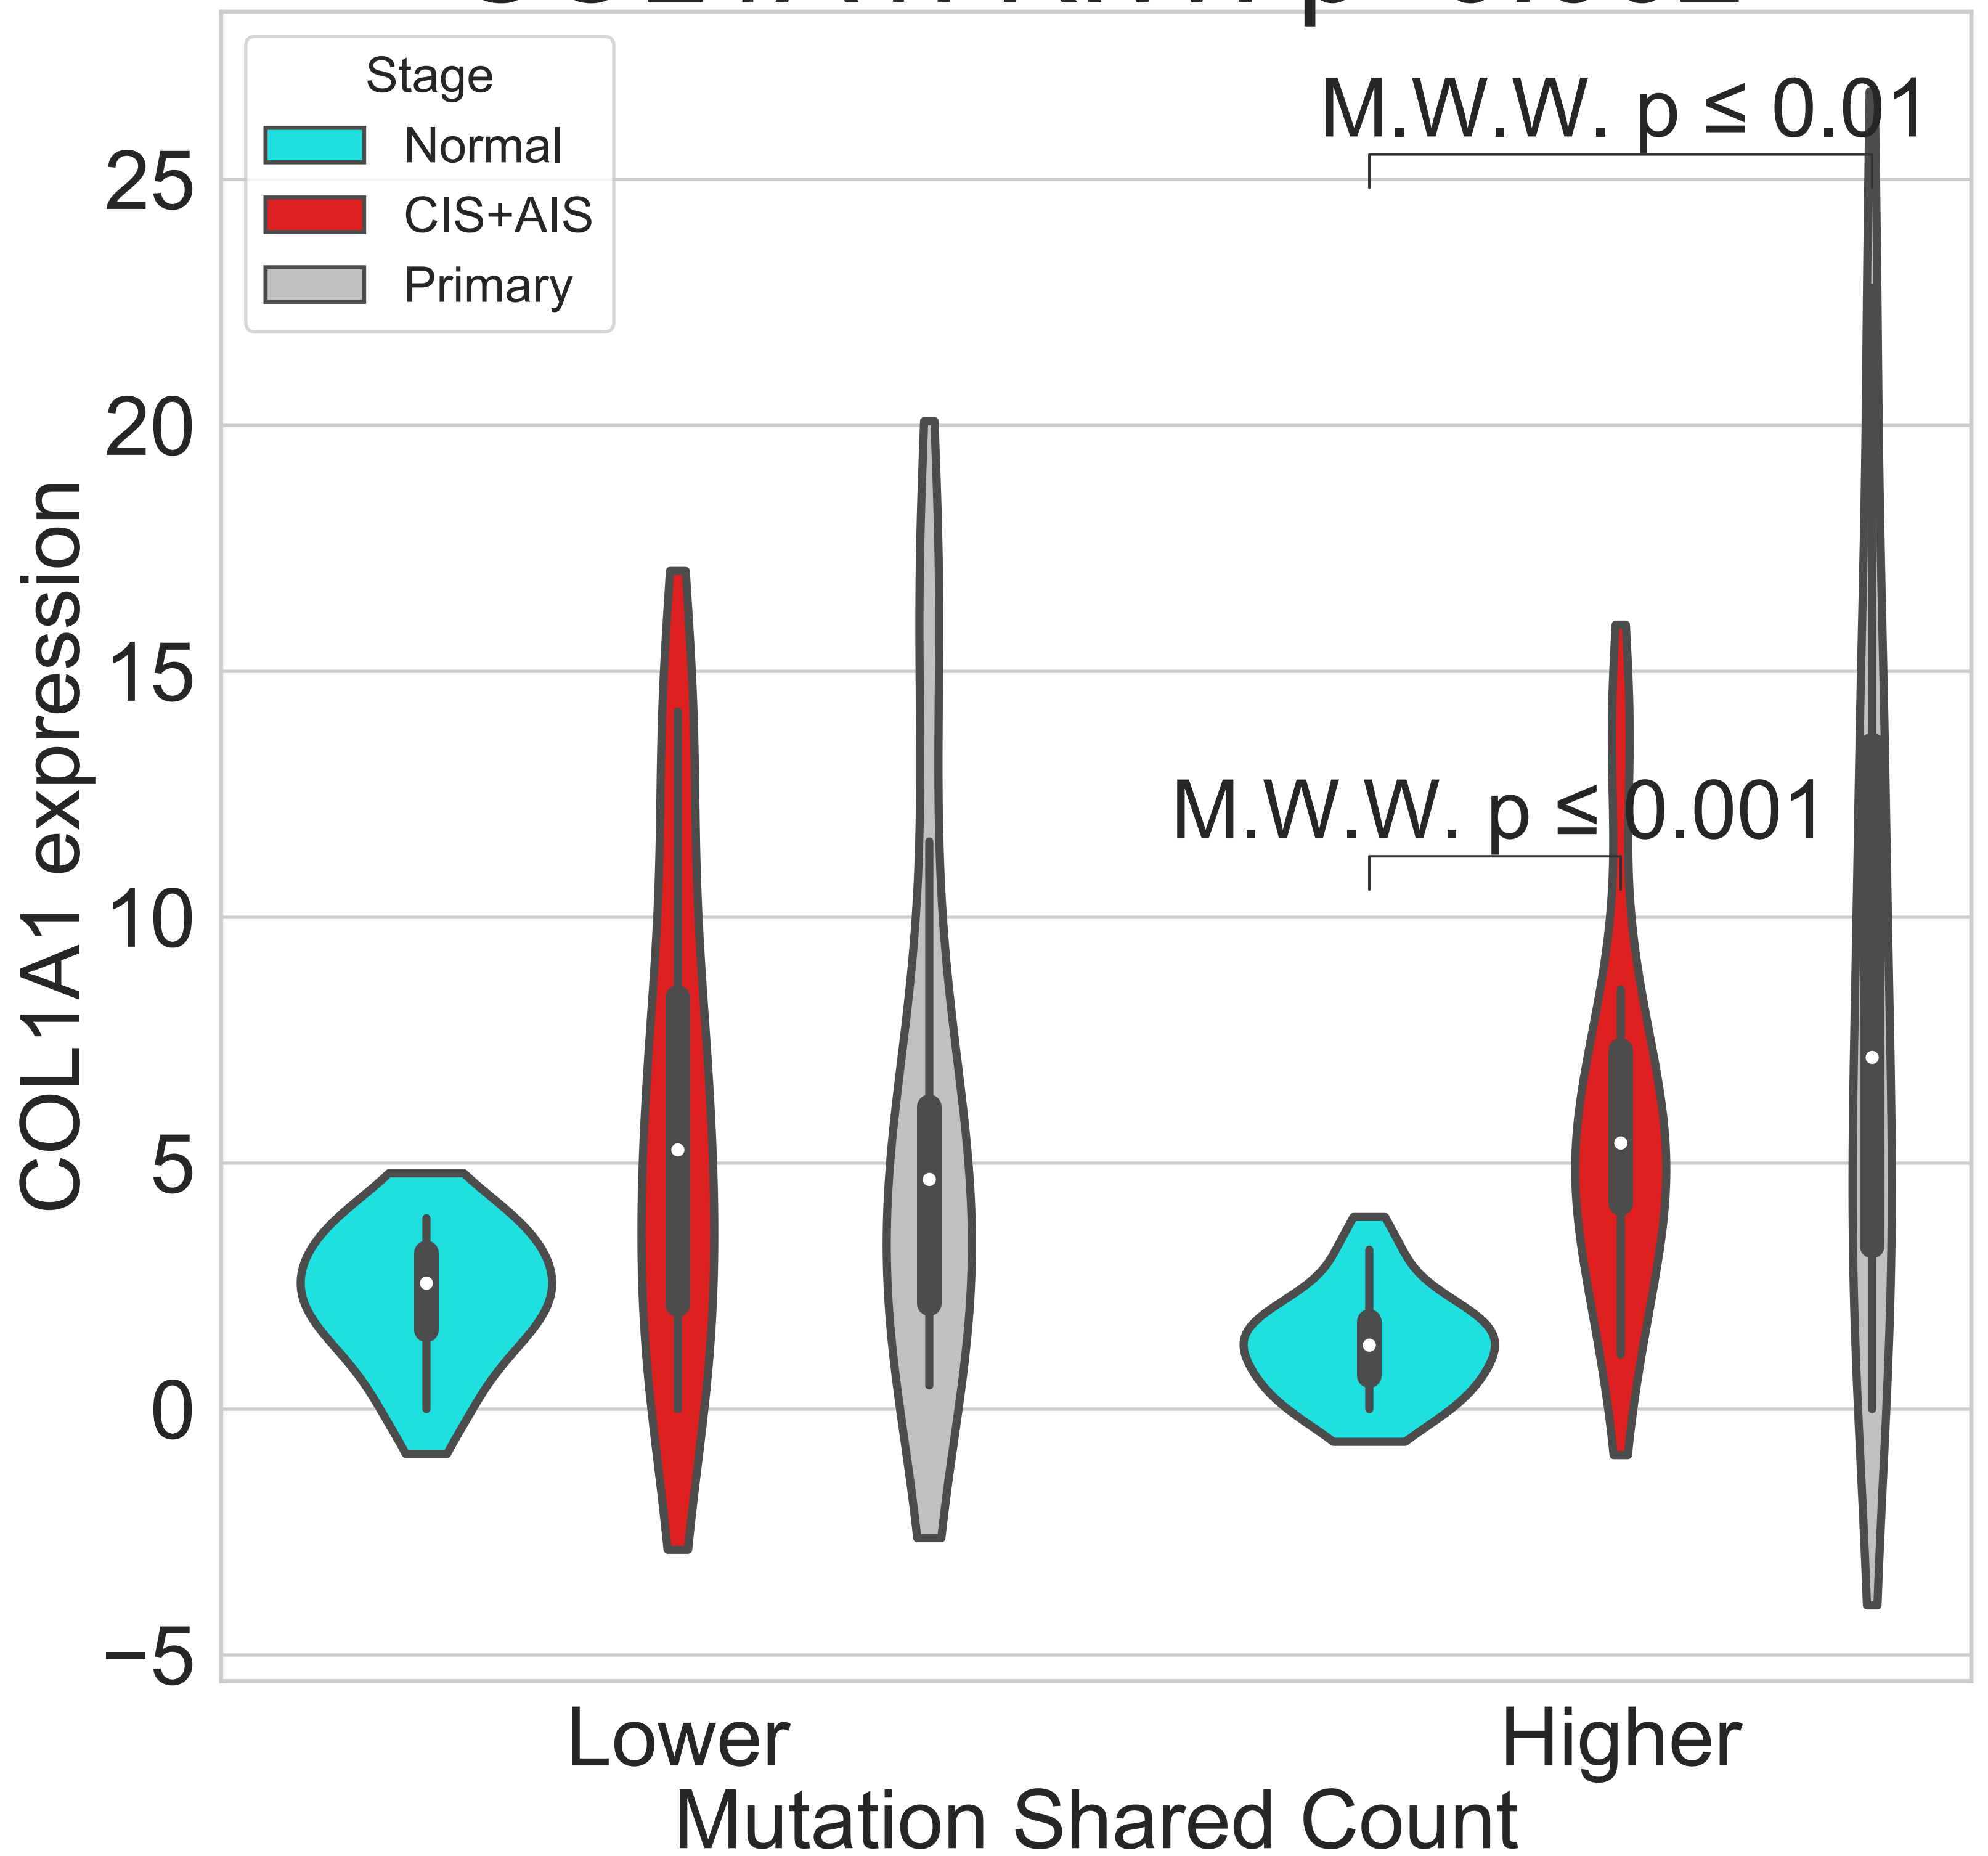 Stage
Normal
CIS+AIS
Primary
M.W.W. p ≤ 0.01
M.W.W. p ≤ 0.001
25
20
15
10
5
0
−5
COL1A1 expression
Lower
Higher
Mutation Shared Count